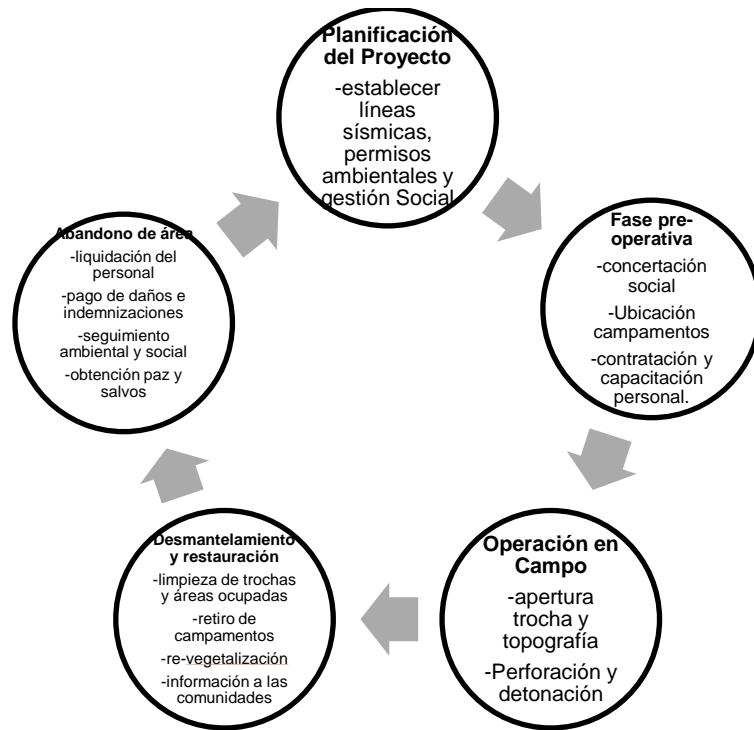 Planificación
del Proyecto
-establecer
líneas
sísmicas,
permisos
ambientales y
gestión Social
Fase pre-
operativa
-concertación
social
-Ubicación
campamentos
-contratación y
capacitación
personal.
Operación en
Campo
-apertura
trocha y
topografía
-Perforación y
detonación
Desmantelamiento
y restauración
-limpieza de trochas
y áreas ocupadas
-retiro de
campamentos
-re-vegetalización
-información a las
comunidades
Abandono de área
-liquidación del
personal
-pago de daños e
indemnizaciones
-seguimiento
ambiental y social
-obtención paz y
salvos